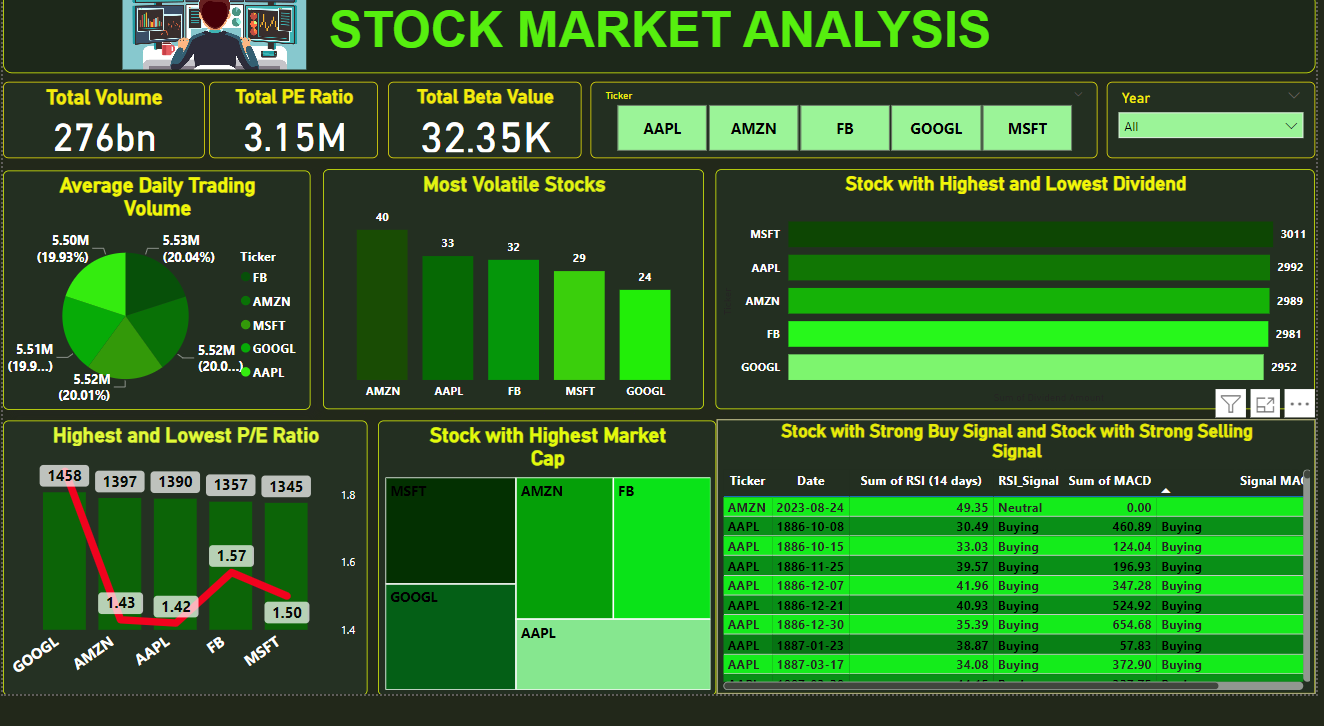 STOCK MARKET ANALYSIS
Total Volume
276bn
Total PE Ratio
3.15M
Total Beta Value
32.35K
Ticker
AAPL AMZN FB GOOGL MSFT
Year
All
Average Daily Trading
Volume
5.50M
(19.93%)
5.53M
(20.04%)
5.51M
(19.9...)
5.52M
(20.01%)
5.52M
(20.0...)
Ticker
FB
AMZN
MSFT
GOOGL
AAPL
Most Volatile Stocks
40
33
32
29
24
AMZN AAPL FB MSFT GOOGL
Stock with Highest and Lowest Dividend
MSFT 3011
AAPL 2992
AMZN 2989
FB 2981
GOOGL 2952
Highest and Lowest P/E Ratio
1458 1397 1390 1357 1345
1.8
1.6
1.4
1.43 1.42 1.57 1.50
GOOGL AMZN AAPL FB MSFT
Stock with Highest Market
Cap
MSFT
AMZN
FB
GOOGL
AAPL
Stock with Strong Buy Signal and Stock with Strong Selling
Signal
Ticker Date Sum of RSI (14 days) RSI_Signal Sum of MACD Signal MAC
AMZN 2023-08-24 49.35 Neutral 0.00
AAPL 1886-10-08 30.49 Buying 460.89 Buying
AAPL 1886-10-15 33.03 Buying 124.04 Buying
AAPL 1886-11-25 39.57 Buying 196.93 Buying
AAPL 1886-12-07 41.96 Buying 347.28 Buying
AAPL 1886-12-21 40.93 Buying 524.92 Buying
AAPL 1886-12-30 35.39 Buying 654.68 Buying
AAPL 1887-01-23 38.87 Buying 57.83 Buying
AAPL 1887-03-17 34.08 Buying 372.90 Buying